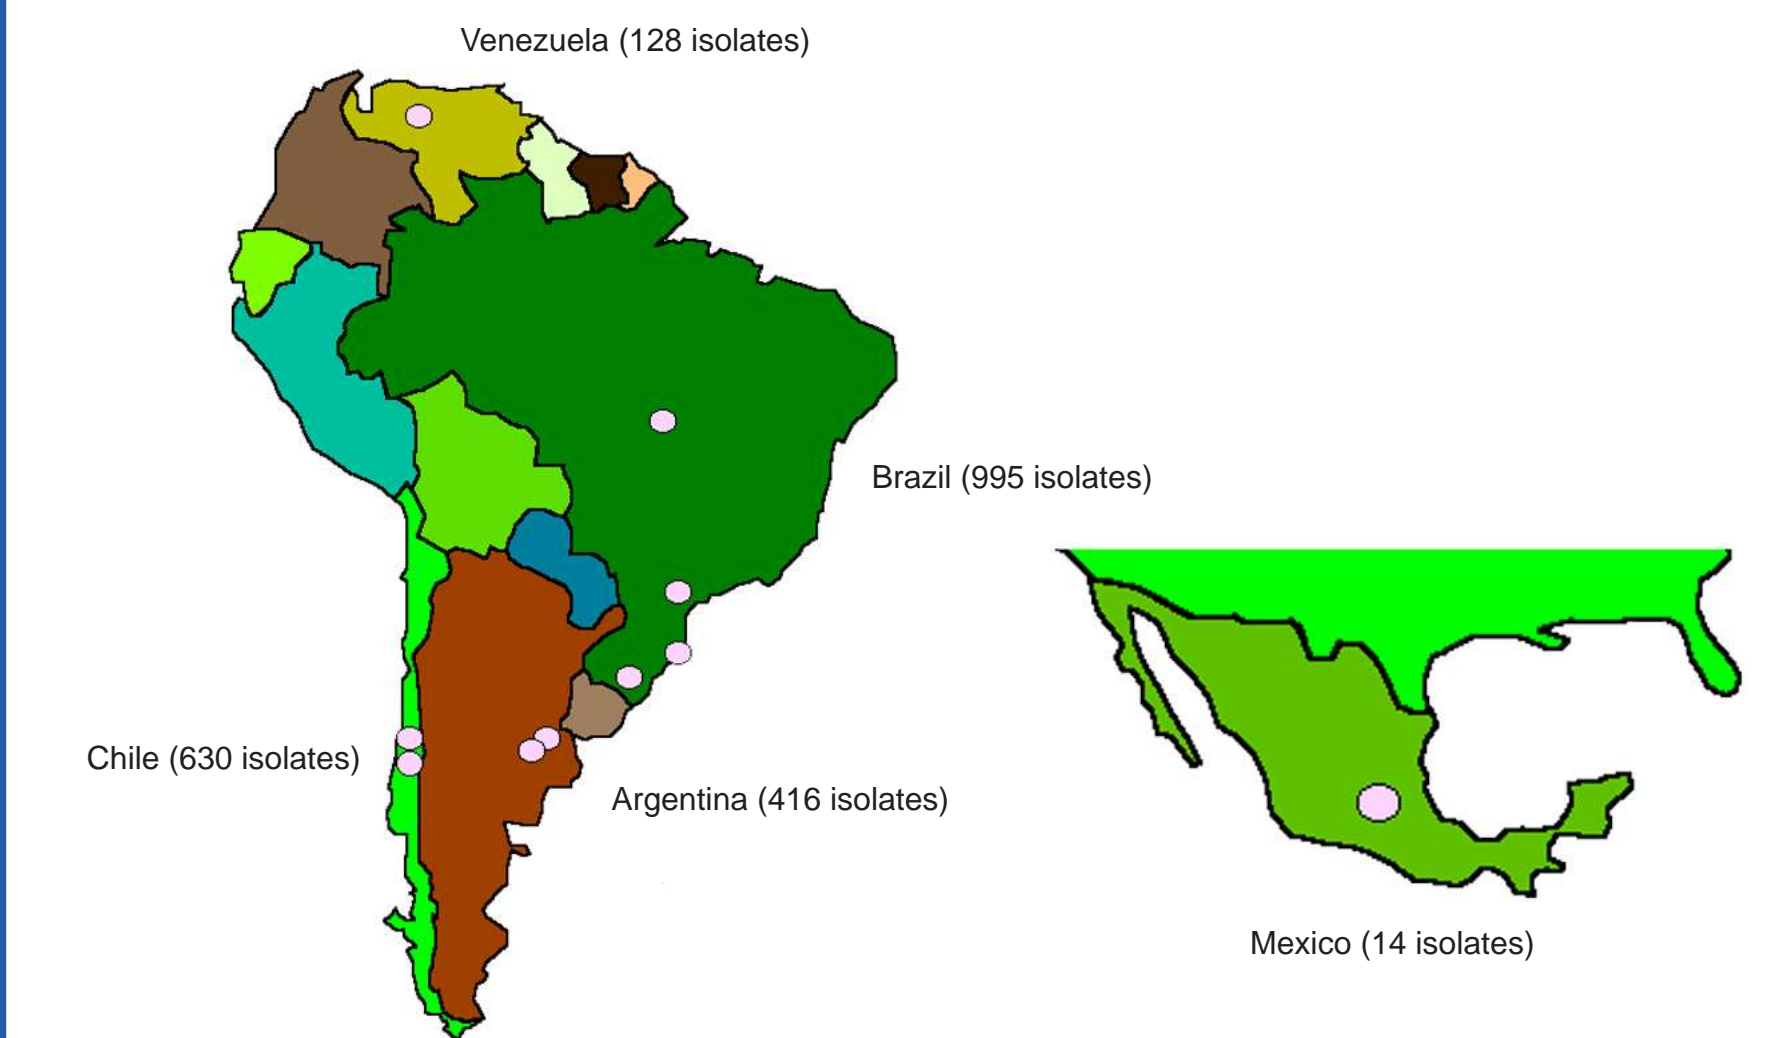 Venezuela (128 isolates)
Brazil (995 isolates)
Chile (630 isolates)
Argentina (416 isolates)
Mexico (14 isolates)